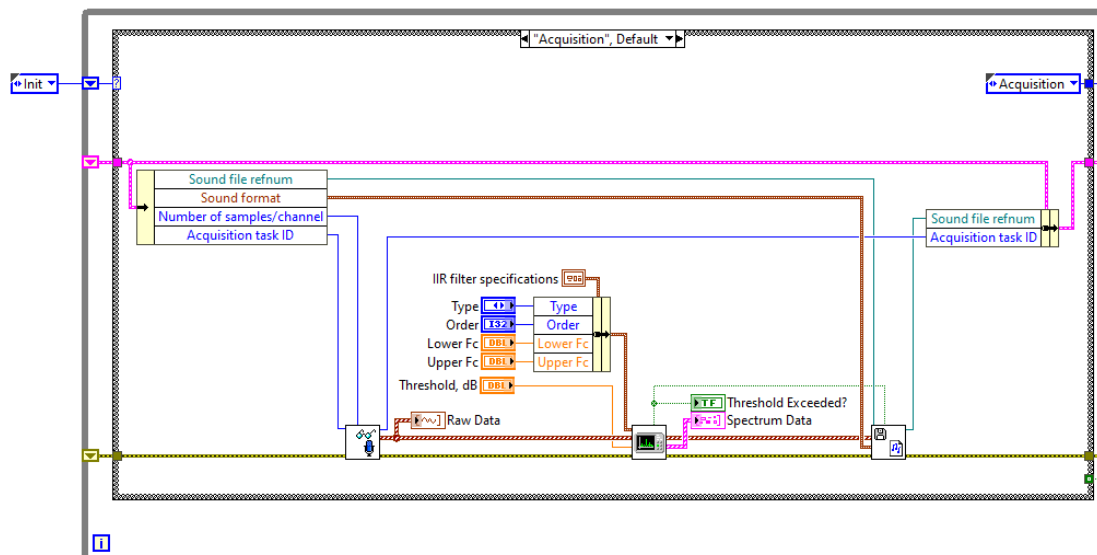 "Acquisition", Default
Init
?
Acquisition
Sound file refnum
Sound format
Number of samples/channel
Acquisition task ID
Sound file refnum
Acquisition task ID
IIR filter specifications
Type
Type
Order
I32
Order
Lower Fc
DBL
Lower Fc
Upper Fc
DBL
Upper Fc
Threshold, dB
DBL
TF
Threshold Exceeded?
Raw Data
Spectrum Data
i